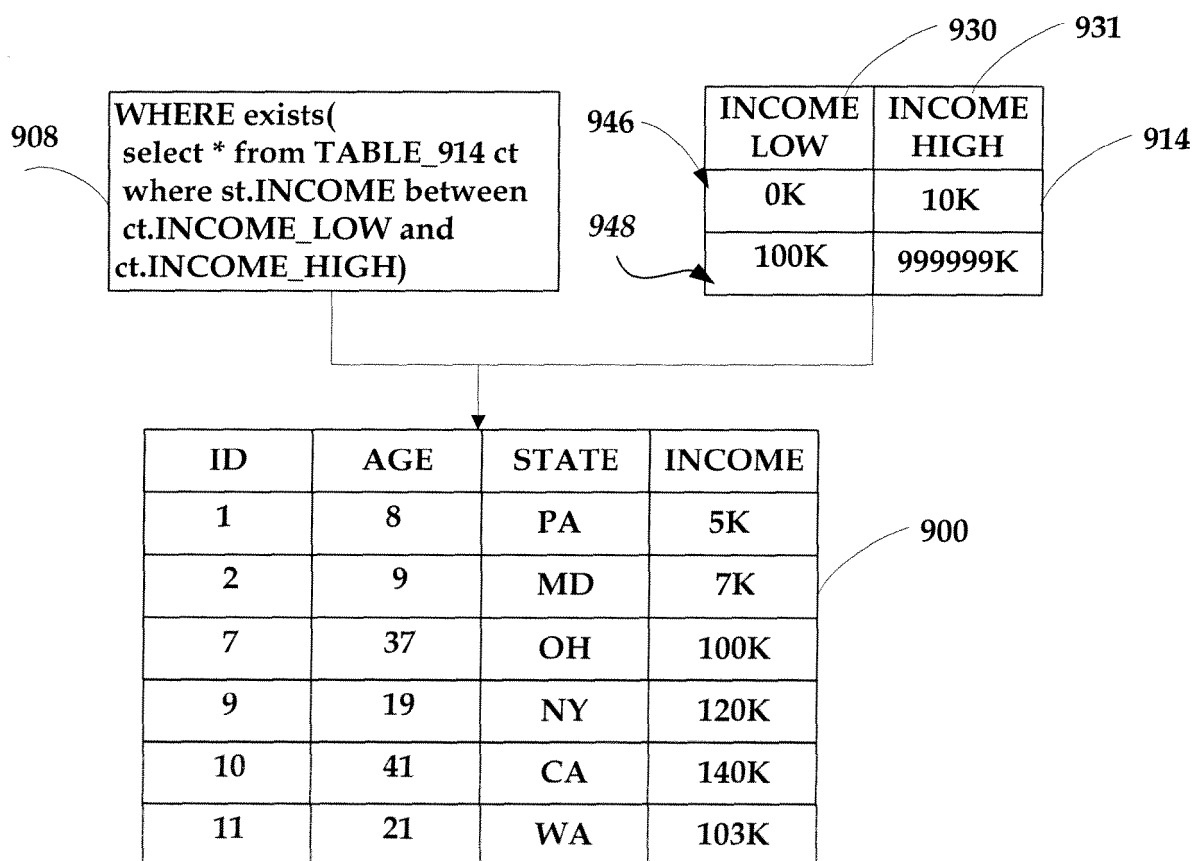 930
931
908
WHERE exists(
select * from TABLE_914 ct
where st.INCOME between
ct.INCOME_LOW and
ct.INCOME_HIGH)
946
948
INCOME INCOME
LOW HIGH
0K 10K
100K 999999K
914
ID AGE STATE INCOME
1 8 PA 5K
2 9 MD 7K
7 37 OH 100K
9 19 NY 120K
10 41 CA 140K
11 21 WA 103K
900